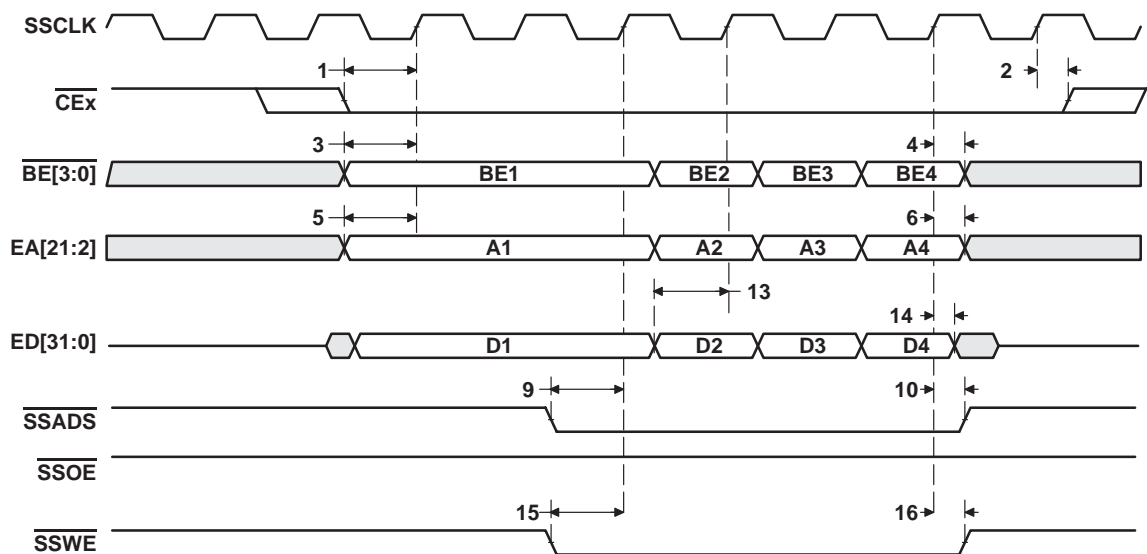 SSCLK
1
2
CEx
3
4
BE[3:0]
BE1
BE2
BE3
BE4
5
6
EA[21:2]
A1
A2
A3
A4
13
14
ED[31:0]
D1
D2
D3
D4
9
10
SSADS
SSOE
15
16
SSWE